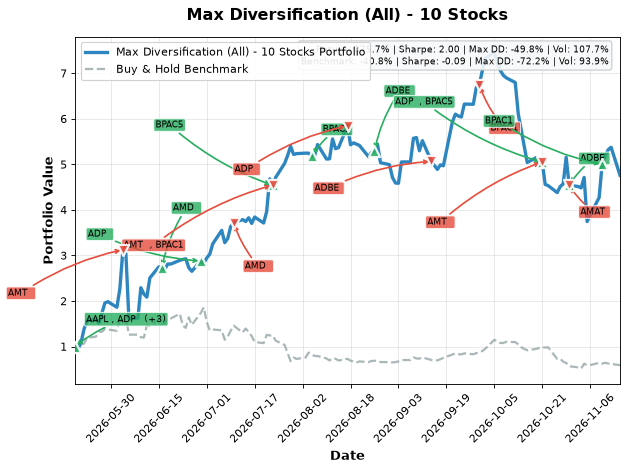 Max Diversification (All) - 10 Stocks
Max Diversification (All) - 10 Stocks Portfolio
Buy & Hold Benchmark
.7% | Sharpe: 2.00 | Max DD: -49.8% | Vol: 107.7%
0.8% | Sharpe: -0.09 | Max DD: -72.2% | Vol: 93.9%
Portfolio Value
7
6
5
4
3
2
1
ADBE
ADP , BPAC5
BPAC5
BPAC1
ADBE
ADP
ADBE
AMD
AMAT
AMT
ADP
AMT , BPAC1
AMD
AMT
AAPL , ADP (+3)
2026-05-30
2026-06-15
2026-07-01
2026-07-17
2026-08-02
2026-08-18
2026-09-03
2026-09-19
2026-10-05
2026-10-21
2026-11-06
Date